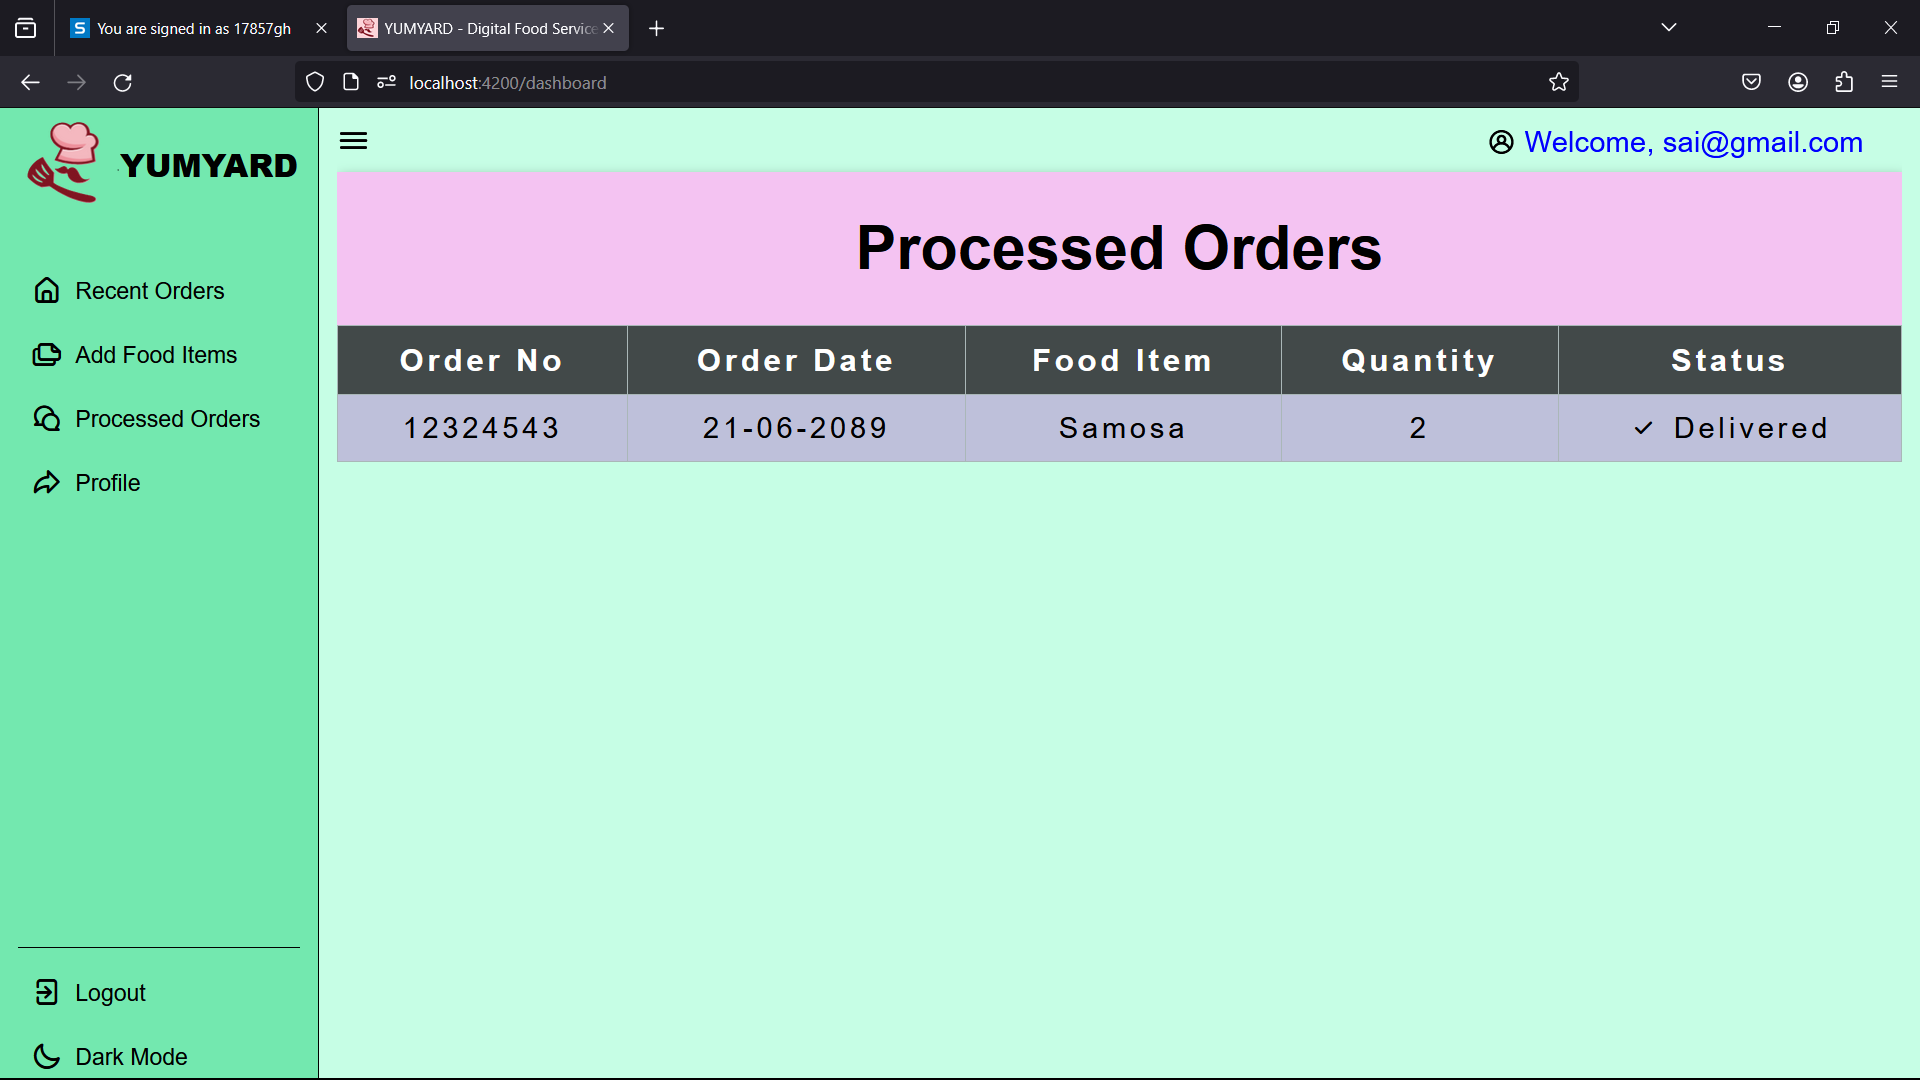 You are signed in as 17857gh
YUMYARD - Digital Food Service
localhost:4200/dashboard
YUMYARD
Welcome, sai@gmail.com
Recent Orders
Add Food Items
Processed Orders
Profile
Logout
Dark Mode
Processed Orders
Order No Order Date Food Item Quantity Status
12324543 21-06-2089 Samosa 2 ✓ Delivered